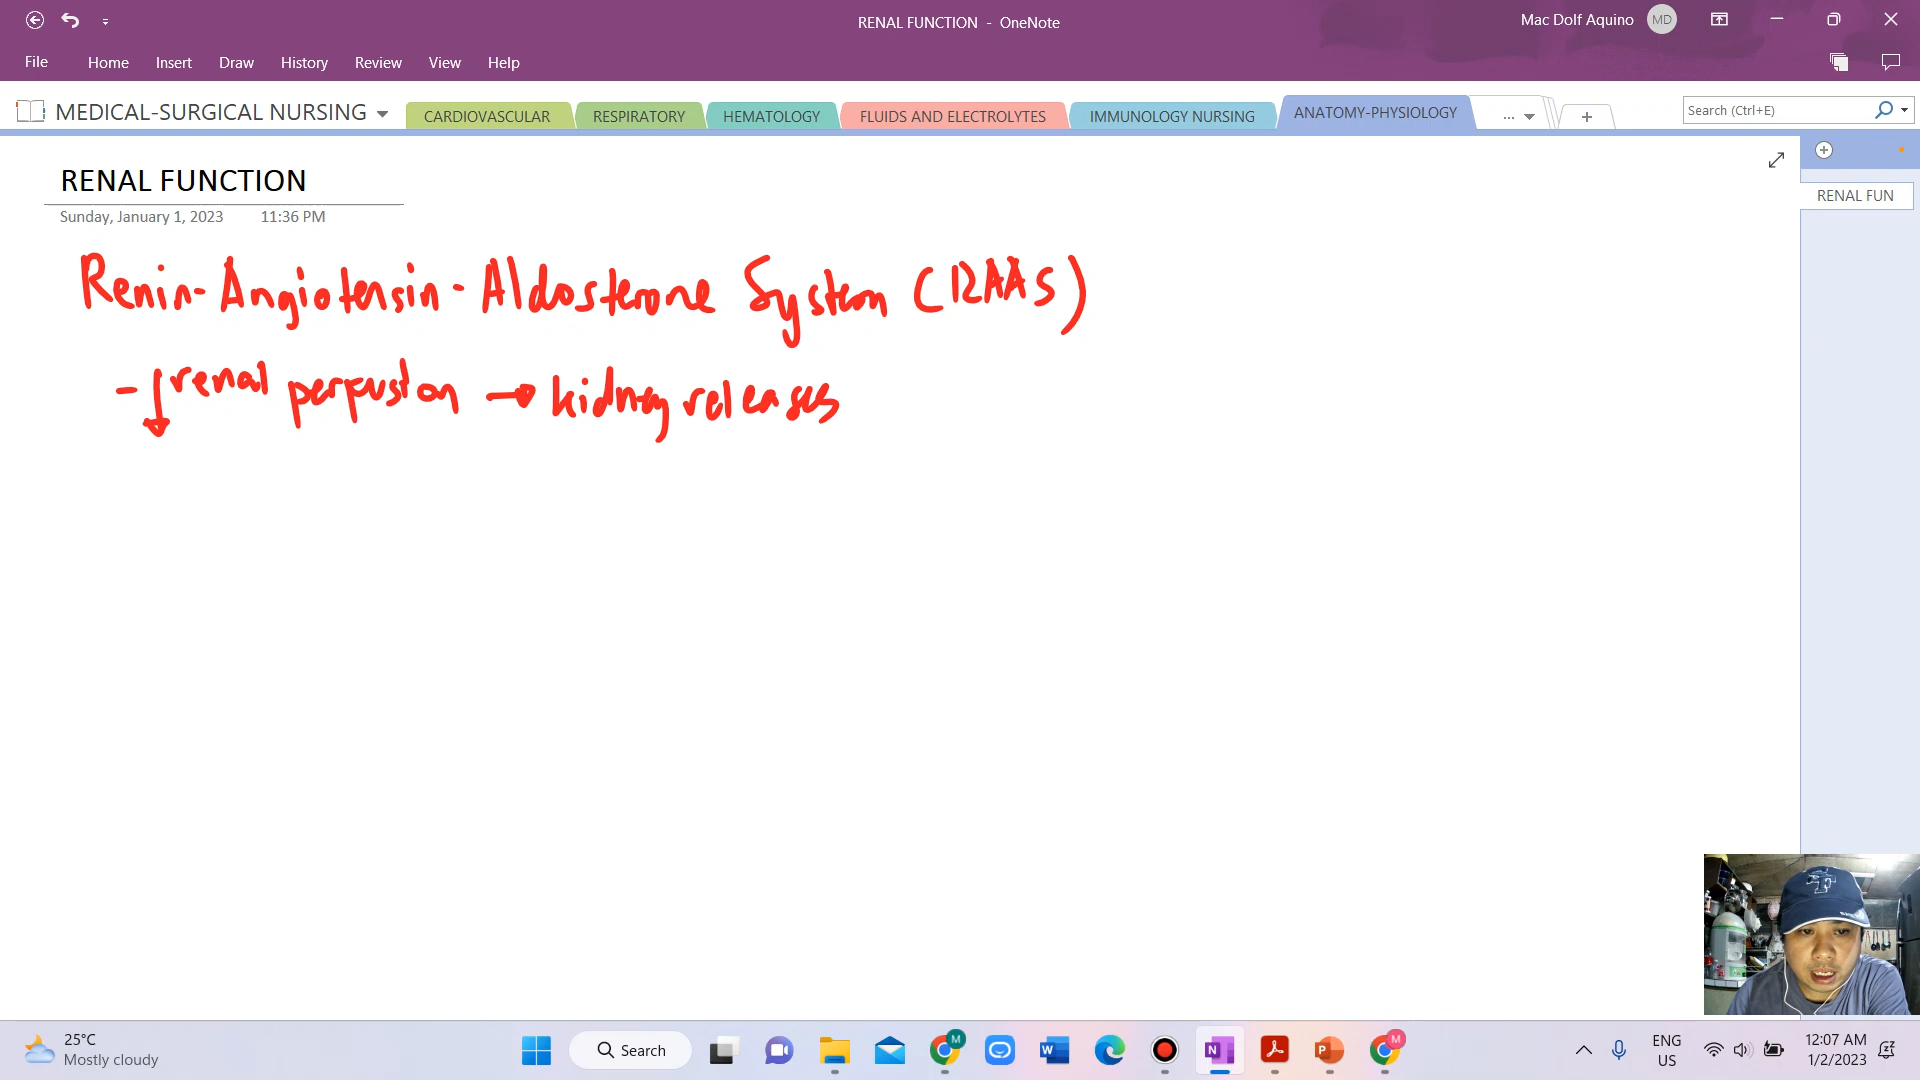 RENAL FUNCTION - OneNote
Mac Dolf Aquino
MD
File
Home
Insert
Draw
History
Review
View
Help
MEDICAL-SURGICAL NURSING
CARDIOVASCULAR
RESPIRATORY
HEMATOLOGY
FLUIDS AND ELECTROLYTES
IMMUNOLOGY NURSING
ANATOMY-PHYSIOLOGY
...
Search (Ctrl+E)
RENAL FUNCTION
RENAL FUN
Sunday, January 1, 2023 11:36 PM
Renin-Angiotensin-Aldosterone System (RAAS)
- ↓ renal perfusion → kidney releases
25°C
Mostly cloudy
Search
ENG
US
12:07 AM
1/2/2023